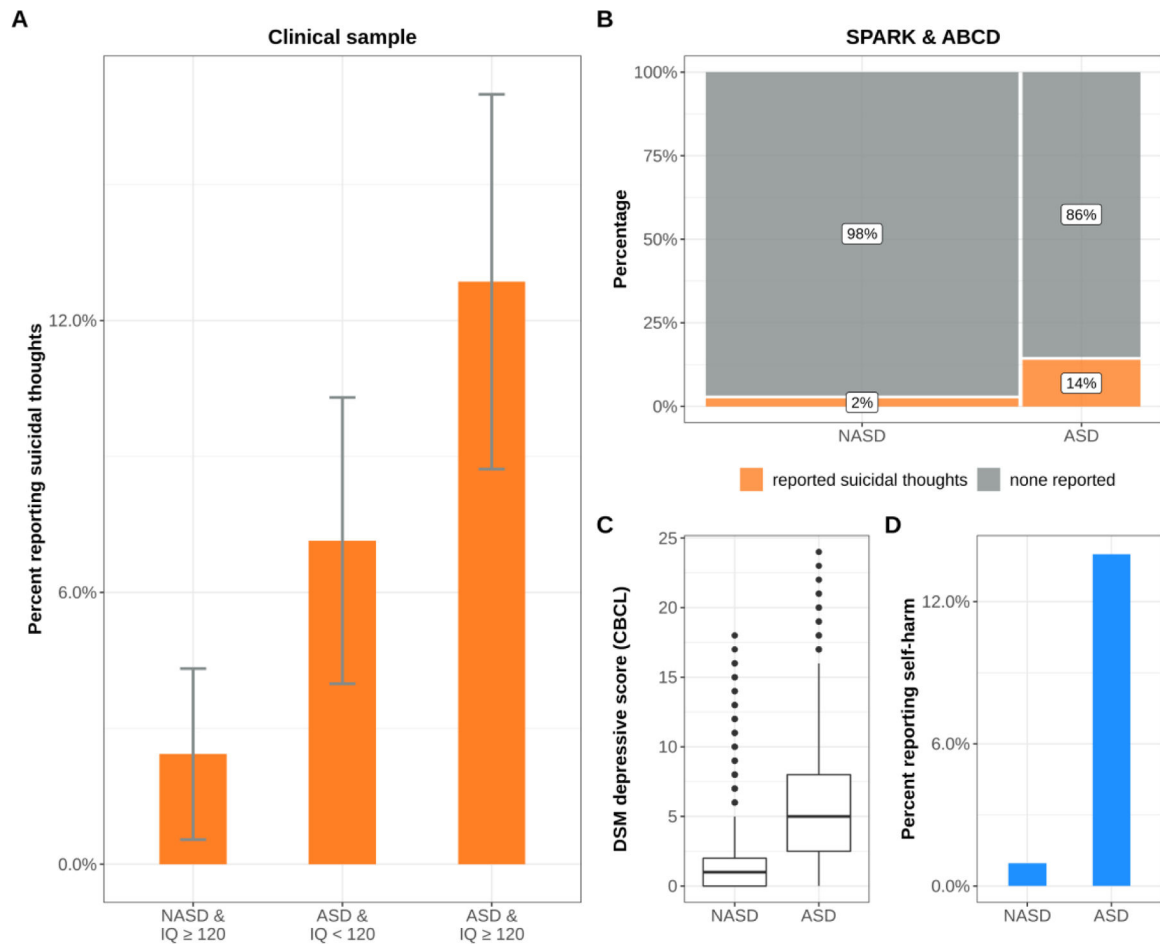 A
Clinical sample
Percent reporting suicidal thoughts
12.0%
6.0%
0.0%
NASD &
IQ ≥ 120
ASD &
IQ < 120
ASD &
IQ ≥ 120
B
SPARK & ABCD
Percentage
100%
75%
50%
25%
0%
98%
2%
86%
14%
NASD
ASD
reported suicidal thoughts
none reported
C
DSM depressive score (CBCL)
25
20
15
10
5
0
NASD
ASD
D
Percent reporting self-harm
12.0%
6.0%
0.0%
NASD
ASD